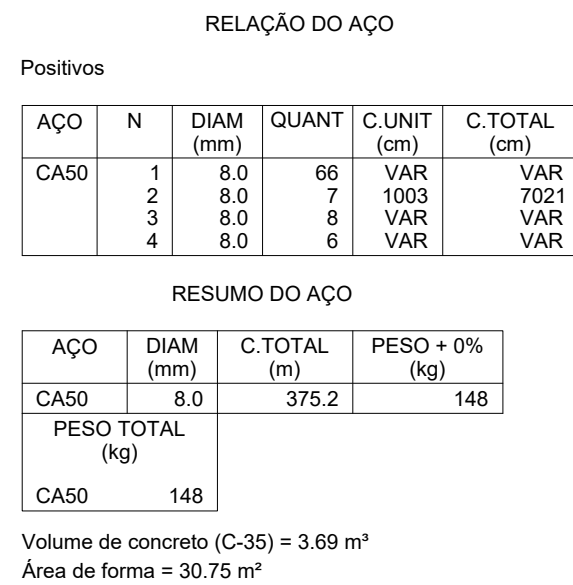 RELAÇÃO DO AÇO
Positivos
AÇO N DIAM QUANT C.UNIT C.TOTAL
(mm) (cm) (cm)
CA50 1 8.0 66 VAR VAR
2 8.0 7 1003 7021
3 8.0 8 VAR VAR
4 8.0 6 VAR VAR
RESUMO DO AÇO
AÇO DIAM C.TOTAL PESO + 0%
(mm) (m) (kg)
CA50 8.0 375.2 148
PESO TOTAL
(kg)
CA50 148
Volume de concreto (C-35) = 3.69 m³
Área de forma = 30.75 m²